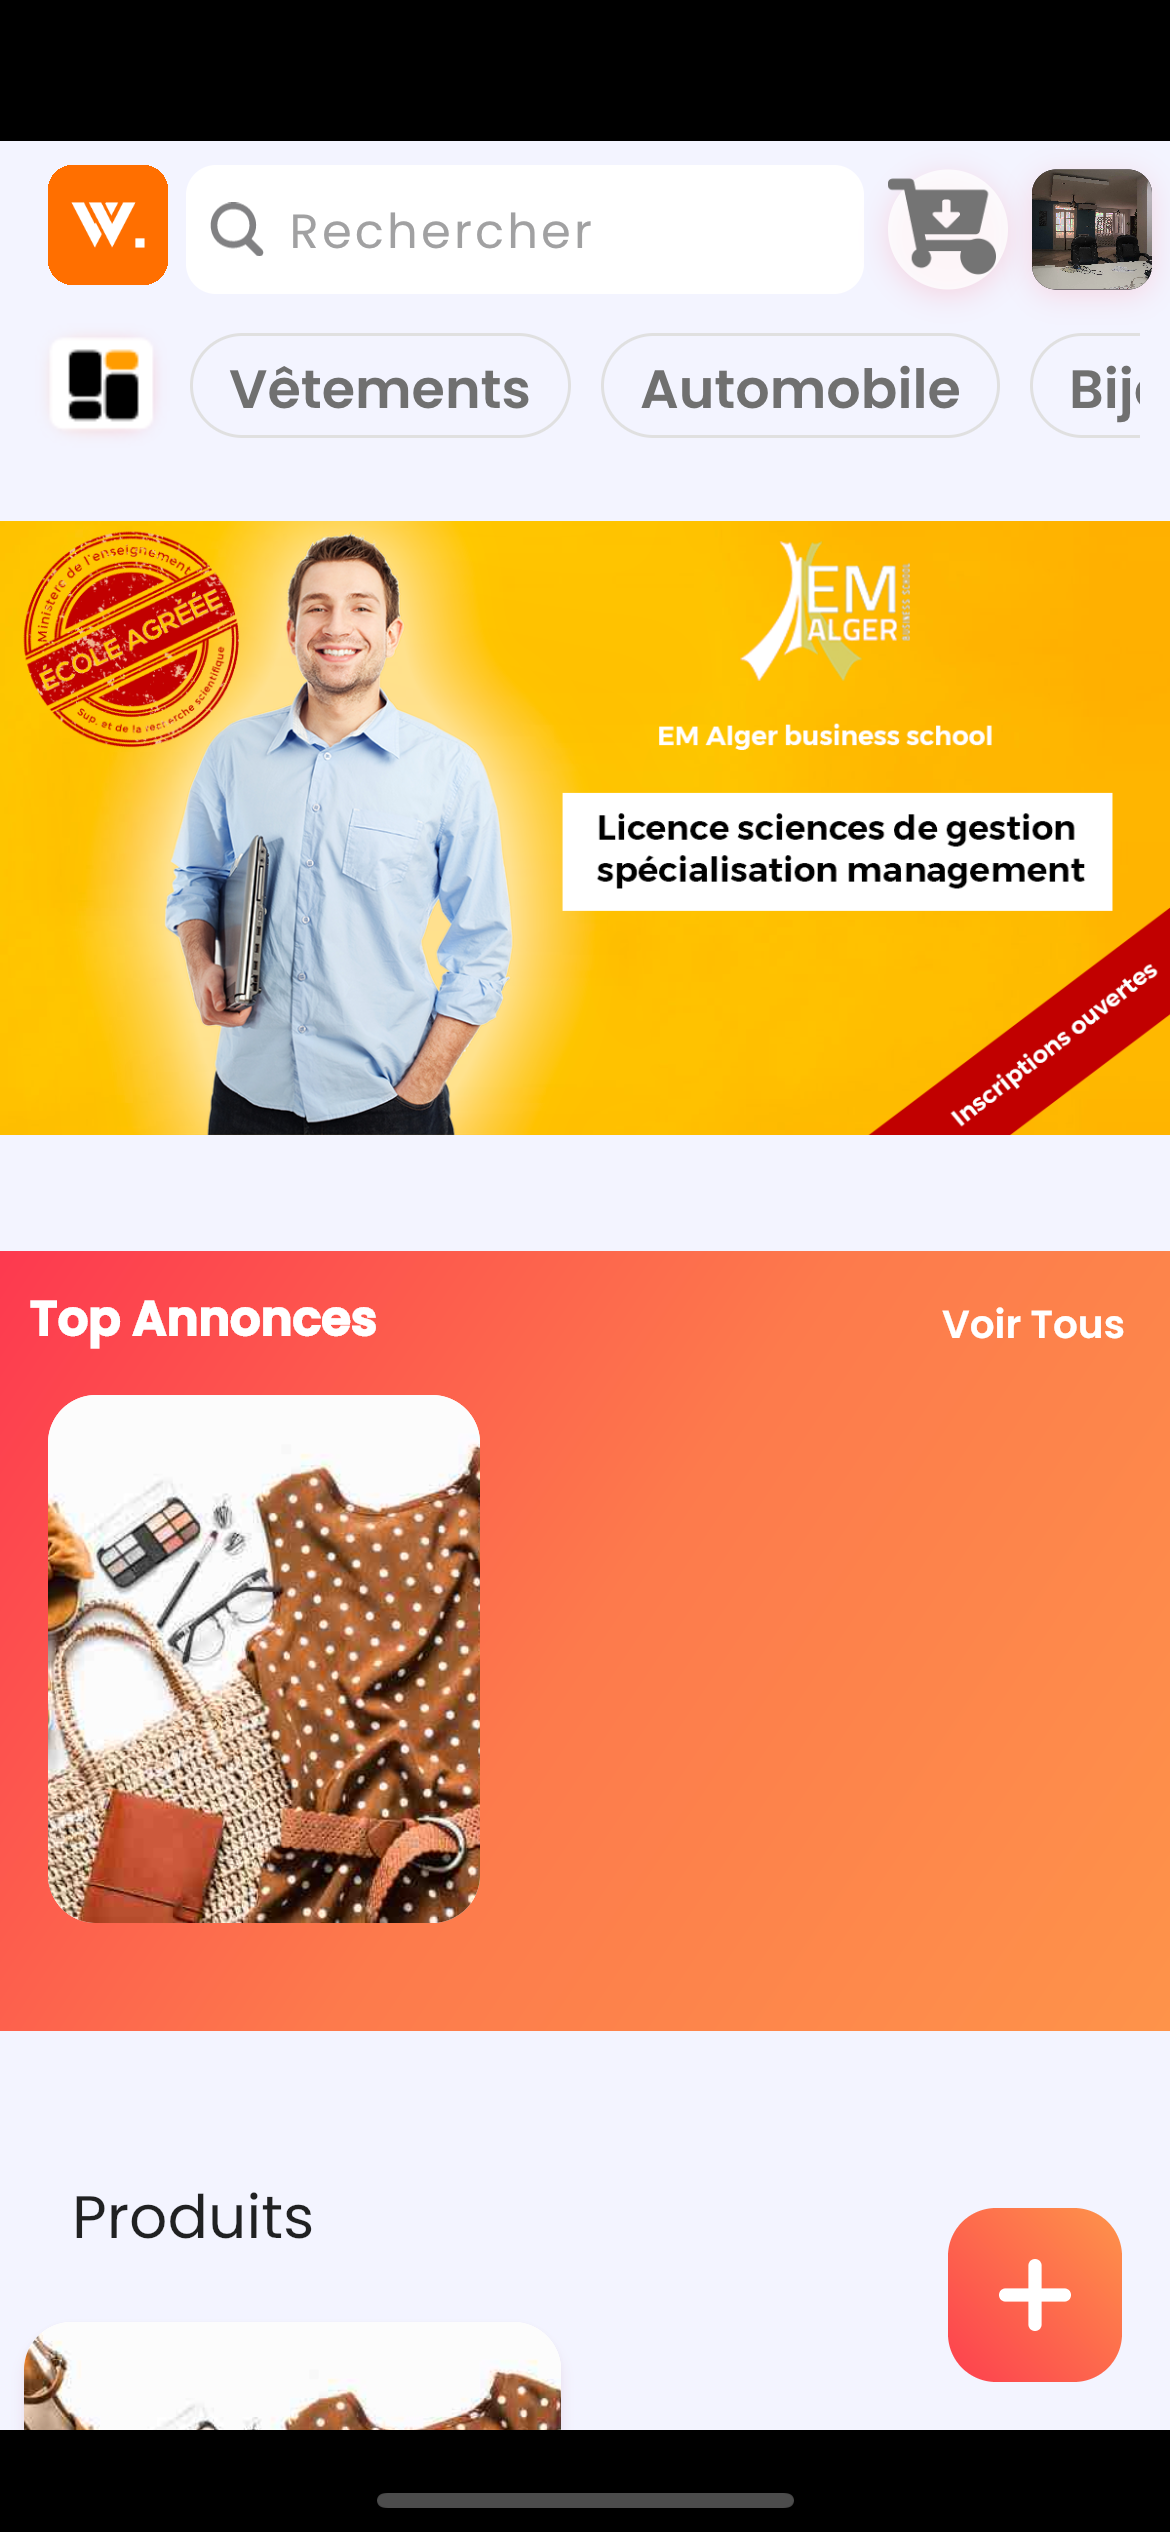 W.
Rechercher
Vêtements
Automobile
Ministère de l'enseignement
ÉCOLE AGRÉÉE
Sup. et de la recherche scientifique
EM
ALGER
BUSINESS SCHOOL
EM Alger business school
Licence sciences de gestion
spécialisation management
Inscriptions ouvertes
Top Annonces
Voir Tous
Produits